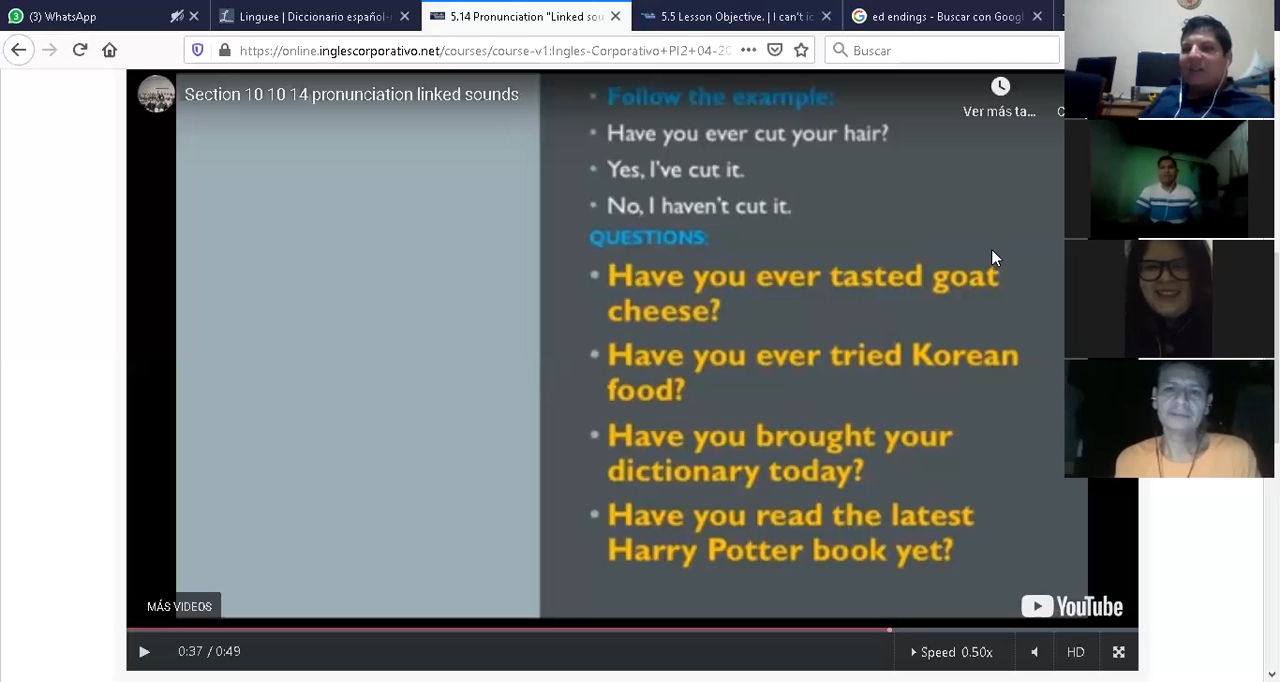 (3) WhatsApp
Linguee | Diccionario español-
5.14 Pronunciation "Linked sou
5.5 Lesson Objective. | I can't ic
ed endings - Buscar con Googl
https://online.inglescorporativo.net/courses/course-v1:Ingles-Corporativo+PI2+04-20
Buscar
Section 10 10 14 pronunciation linked sounds
Ver más ta...
• Follow the example:
• Have you ever cut your hair?
• Yes, I've cut it.
• No, I haven't cut it.
QUESTIONS:
• Have you ever tasted goat
cheese?
• Have you ever tried Korean
food?
• Have you brought your
dictionary today?
• Have you read the latest
Harry Potter book yet?
MÁS VIDEOS
YouTube
0:37 / 0:49
Speed 0.50x
HD